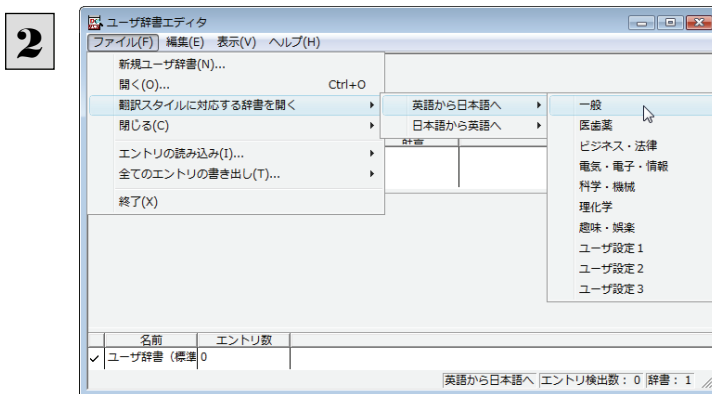 2
ユーザ辞書エディタ
ファイル(F) 編集(E) 表示(V) ヘルプ(H)
新規ユーザ辞書(N)...
開く(O)... Ctrl+O
翻訳スタイルに対応する辞書を開く
閉じる(C)
エントリの読み込み(I)...
全てのエントリの書き出し(T)...
終了(X)
英語から日本語へ
日本語から英語へ
一般
医歯薬
ビジネス・法律
電気・電子・情報
科学・機械
理化学
趣味・娯楽
ユーザ設定1
ユーザ設定2
ユーザ設定3
名前 エントリ数
ユーザ辞書（標準 0
英語から日本語へ エントリ検出数：0 辞書：1